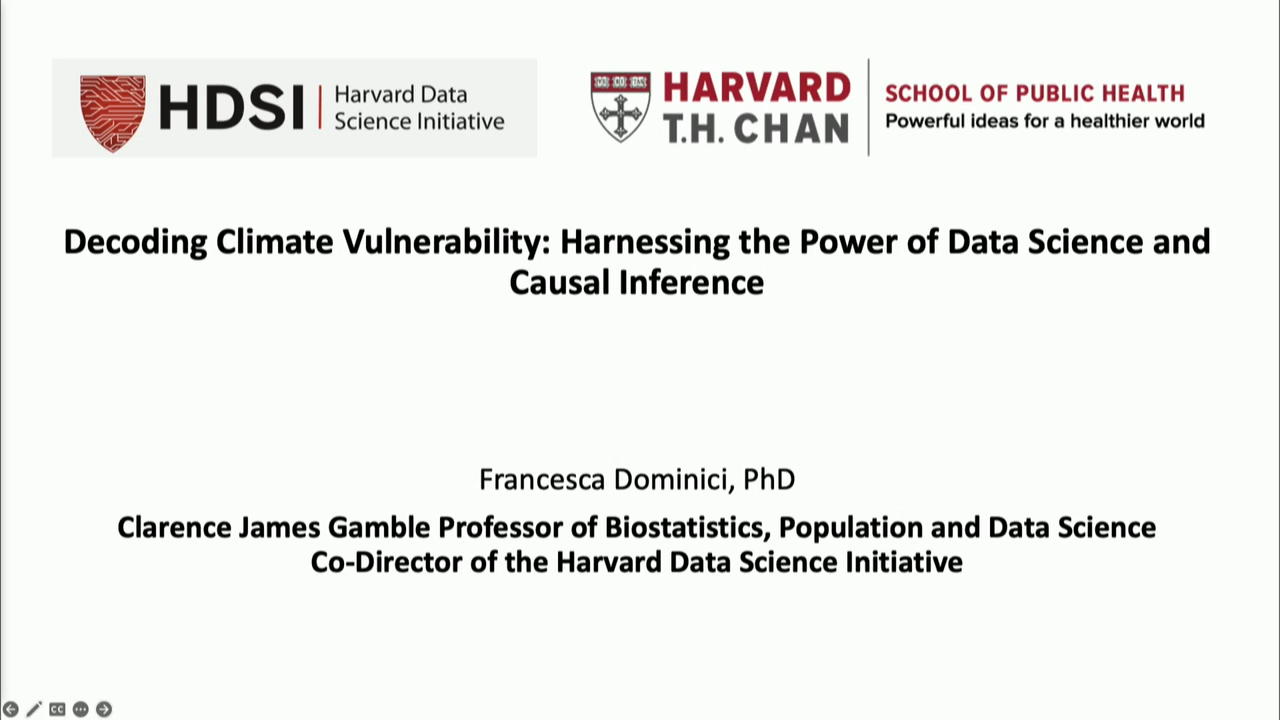 HDSI
Harvard Data
Science Initiative
HARVARD
T.H. CHAN
SCHOOL OF PUBLIC HEALTH
Powerful ideas for a healthier world
Decoding Climate Vulnerability: Harnessing the Power of Data Science and
Causal Inference
Francesca Dominici, PhD
Clarence James Gamble Professor of Biostatistics, Population and Data Science
Co-Director of the Harvard Data Science Initiative
CC